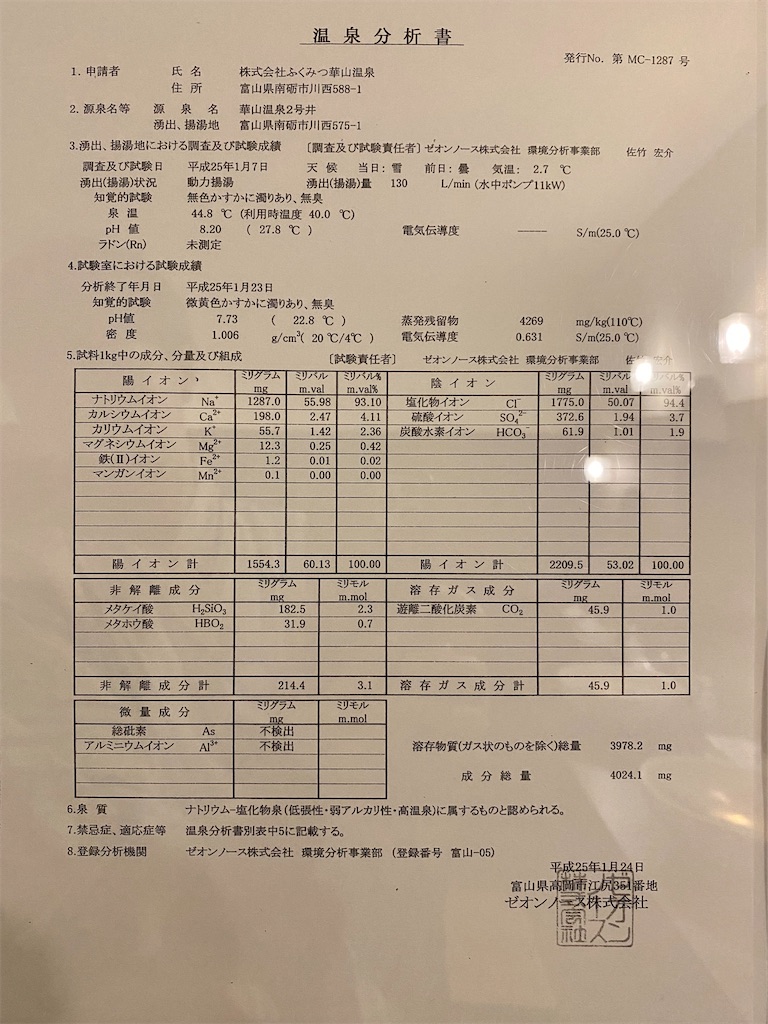 温泉分析書
発行No. 第 MC-1287 号
1. 申請者 氏 名 株式会社ふくみつ華山温泉
住 所 富山県南砺市川西588-1
2. 源泉名等 源 泉 名 華山温泉2号井
湧出、揚湯地 富山県南砺市川西575-1
3.湧出、揚湯地における調査及び試験成績 〔調査及び試験責任者〕ゼオンノース株式会社 環境分析事業部 佐竹 宏介
調査及び試験日 平成25年1月7日 天 候 当日: 雪 前日: 曇 気温: 2.7 ℃
湧出(揚湯)状況 動力揚湯 湧出(揚湯)量 130 L/min (水中ポンプ11kW)
知覚的試験 無色かすかに濁りあり、無臭
泉 温 44.8 ℃ (利用時温度 40.0 ℃)
pH 値 8.20 ( 27.8 ℃ ) 電気伝導度 ―― S/m(25.0 ℃)
ラドン(Rn) 未測定
4.試験室における試験成績
分析終了年月日 平成25年1月23日
知覚的試験 微黄色かすかに濁りあり、無臭
pH値 7.73 ( 22.8 ℃ ) 蒸発残留物 4269 mg/kg(110℃)
密 度 1.006 g/cm³( 20℃/4℃ ) 電気伝導度 0.631 S/m(25.0 ℃)
5.試料1kg中の成分、分量及び組成 〔試験責任者〕 ゼオンノース株式会社 環境分析事業部
陽イオン ミリグラム mg ミリバル m.val ミリバル% m.val% 陰イオン ミリグラム mg ミリバル m.val ミリバル% m.val%
ナトリウムイオン Na⁺ 1287.0 55.98 93.10 塩化物イオン Cl⁻ 1775.0 50.07 94.4
カルシウムイオン Ca²⁺ 198.0 2.47 4.11 硫酸イオン SO₄²⁻ 372.6 1.94 3.7
カリウムイオン K⁺ 55.7 1.42 2.36 炭酸水素イオン HCO₃⁻ 61.9 1.01 1.9
マグネシウムイオン Mg²⁺ 12.3 0.25 0.42
鉄(Ⅱ)イオン Fe²⁺ 1.2 0.01 0.02
マンガンイオン Mn²⁺ 0.1 0.00 0.00
陽イオン計 1554.3 60.13 100.00 陽イオン計 2209.5 53.02 100.00
非解離成分 ミリグラム mg ミリモル m.mol 溶存ガス成分 ミリグラム mg ミリモル m.mol
メタケイ酸 H₂SiO₃ 182.5 2.3 遊離二酸化炭素 CO₂ 45.9 1.0
メタホウ酸 HBO₂ 31.9 0.7
非解離成分計 214.4 3.1 溶存ガス成分計 45.9 1.0
微量成分 ミリグラム mg ミリモル m.mol
総砒素 As 不検出
アルミニウムイオン Al³⁺ 不検出
溶存物質(ガス状のものを除く)総量 3978.2 mg
成分総量 4024.1 mg
6.泉 質 ナトリウム-塩化物泉(低張性・弱アルカリ性・高温泉)に属するものと認められる。
7.禁忌症、適応症等 温泉分析書別表中5に記載する。
8.登録分析機関 ゼオンノース株式会社 環境分析事業部 (登録番号 富山-05)
平成25年1月24日
富山県高岡市江尻351番地
ゼオンノース株式会社